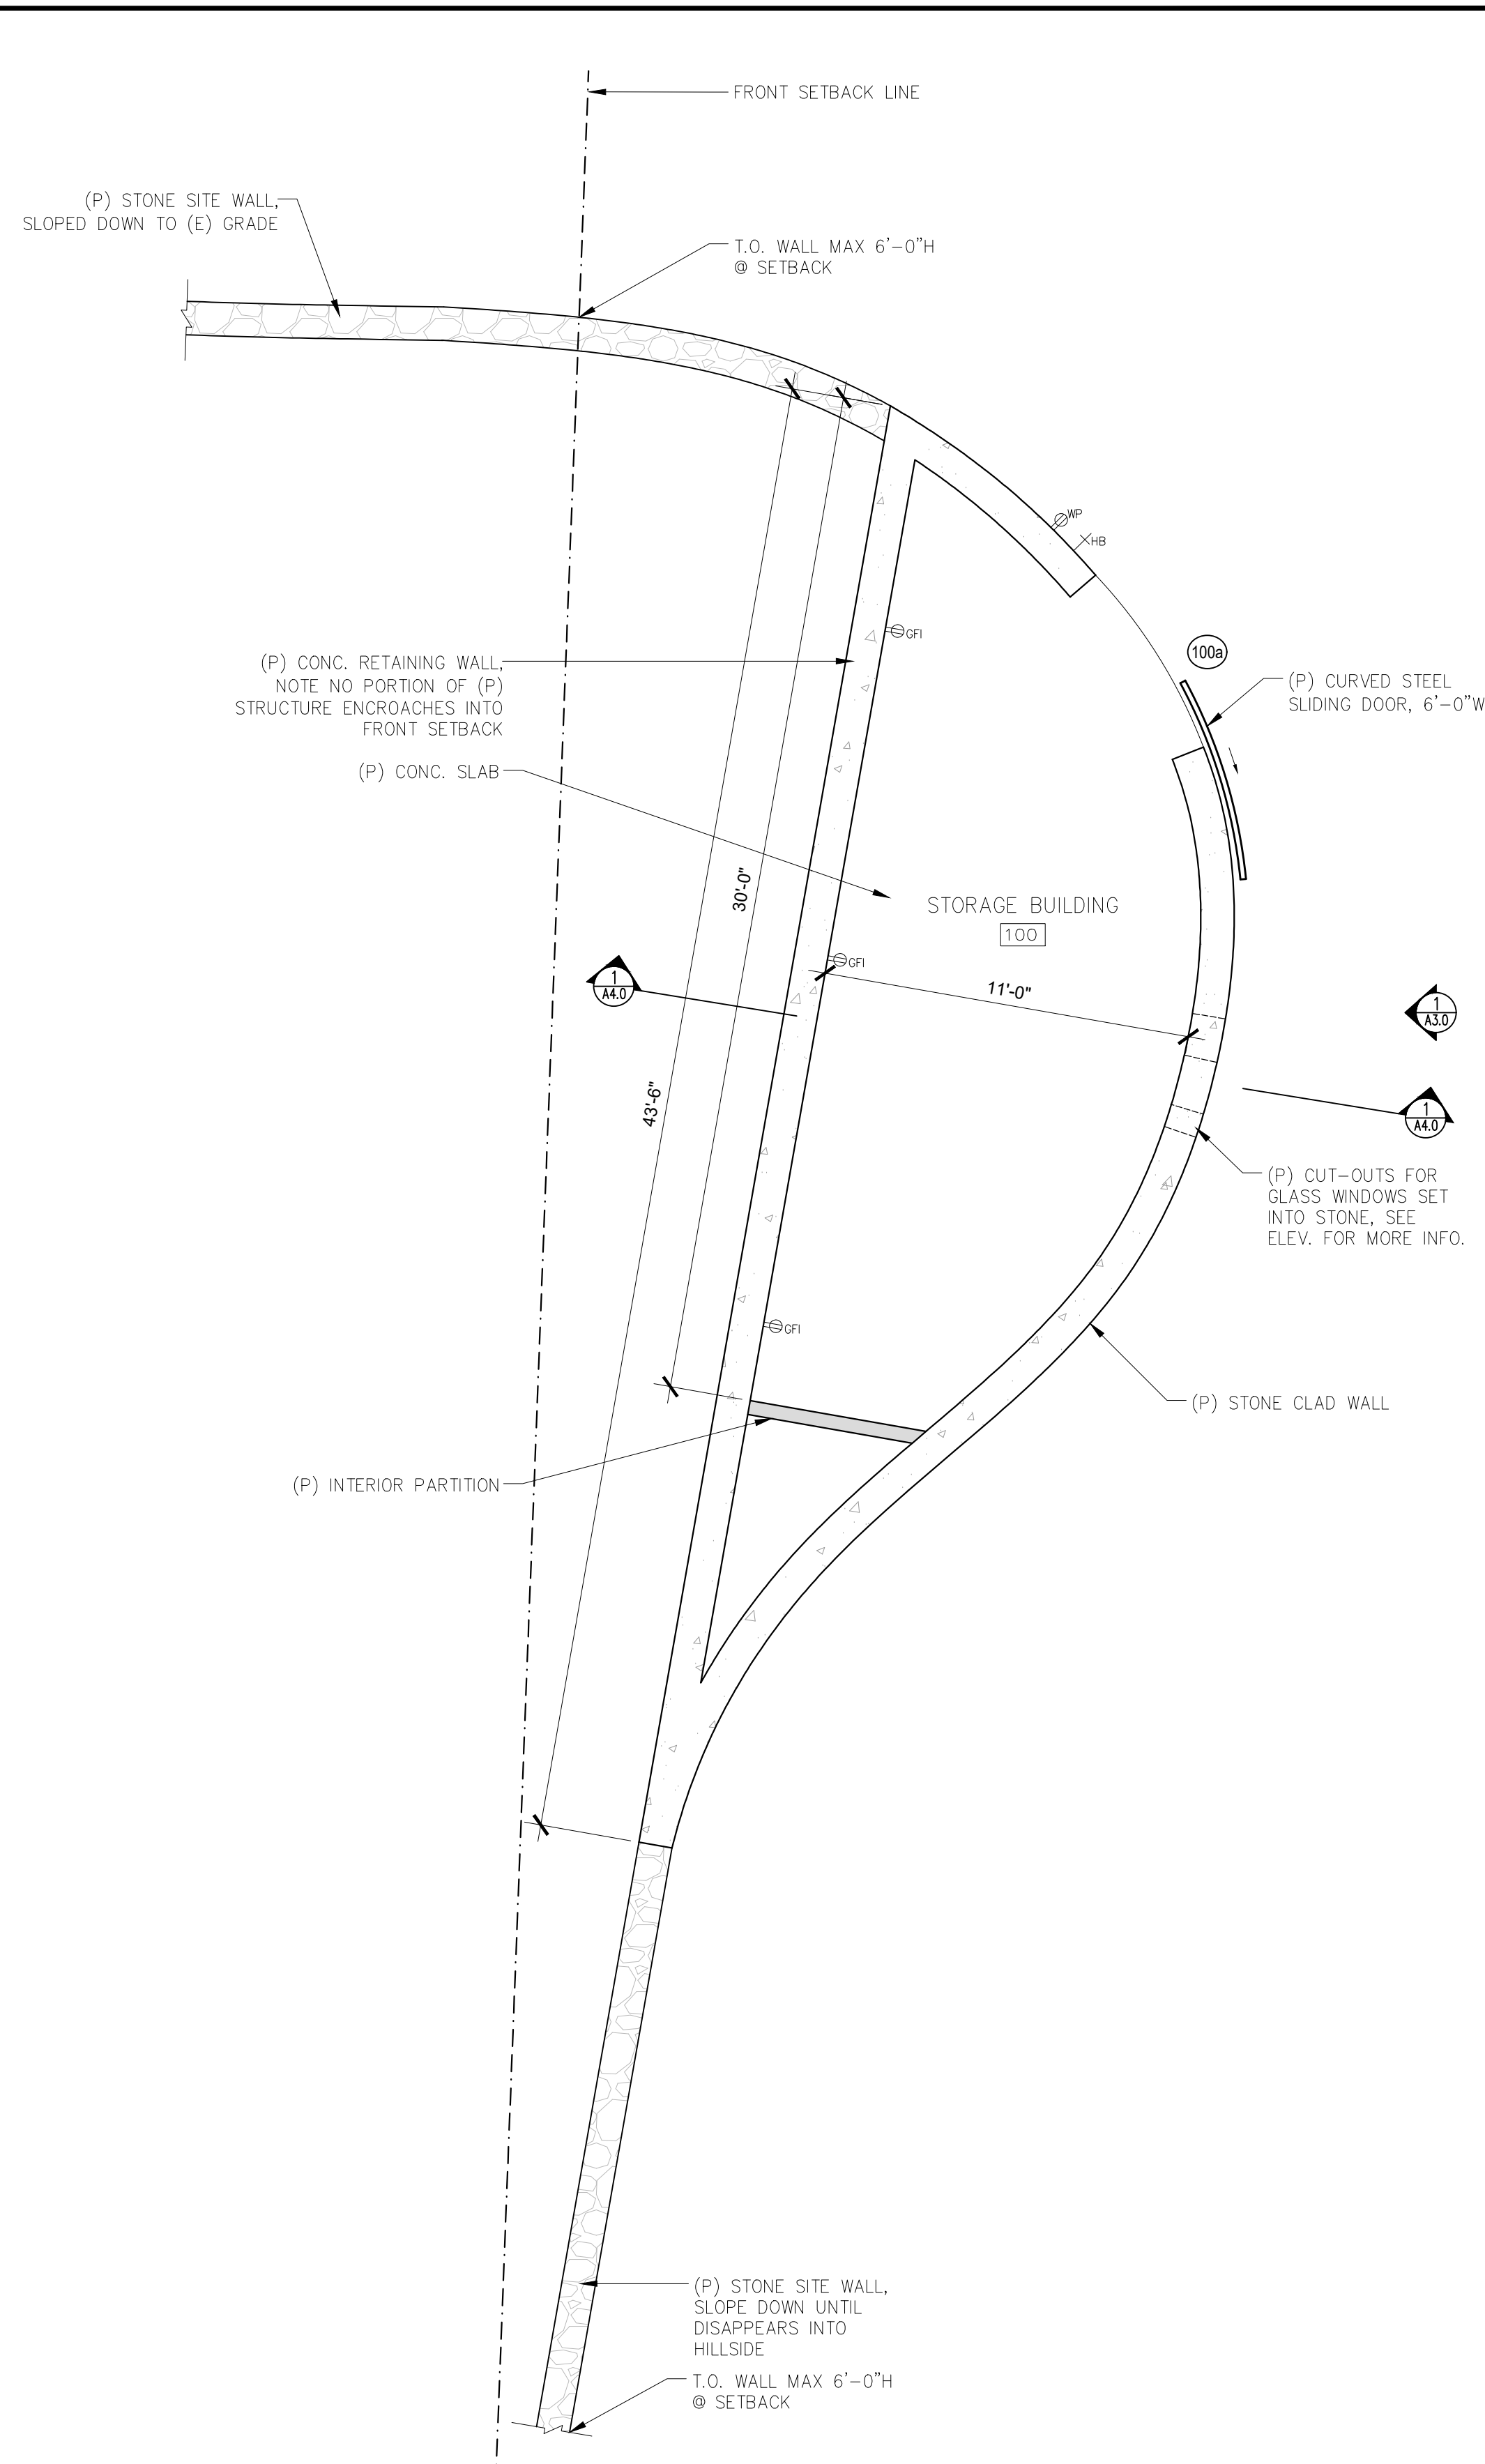 FRONT SETBACK LINE
(P) STONE SITE WALL,
SLOPED DOWN TO (E) GRADE
T.O. WALL MAX 6'-0"H
@ SETBACK
WP
HB
GFI
100a
(P) CONC. RETAINING WALL,
NOTE NO PORTION OF (P)
STRUCTURE ENCROACHES INTO
FRONT SETBACK
(P) CURVED STEEL
SLIDING DOOR, 6'-0"W
(P) CONC. SLAB
30'-0"
STORAGE BUILDING
100
GFI
1
A4.0
11'-0"
1
A3.0
43'-6"
1
A4.0
(P) CUT-OUTS FOR
GLASS WINDOWS SET
INTO STONE, SEE
ELEV. FOR MORE INFO.
GFI
(P) STONE CLAD WALL
(P) INTERIOR PARTITION
(P) STONE SITE WALL,
SLOPE DOWN UNTIL
DISAPPEARS INTO
HILLSIDE
T.O. WALL MAX 6'-0"H
@ SETBACK